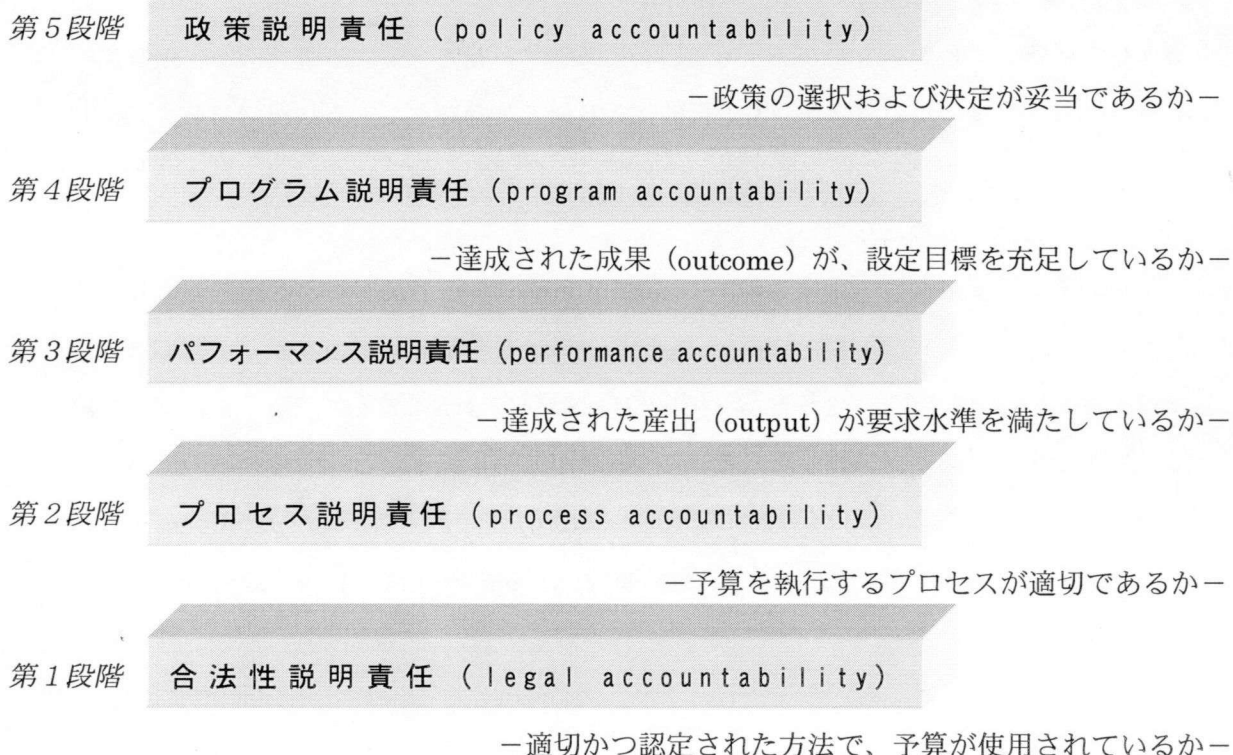 第5段階 政策説明責任 (policy accountability)
－政策の選択および決定が妥当であるか－
第4段階 プログラム説明責任 (program accountability)
－達成された成果（outcome）が、設定目標を充足しているか－
第3段階 パフォーマンス説明責任 (performance accountability)
－達成された産出（output）が要求水準を満たしているか－
第2段階 プロセス説明責任 (process accountability)
－予算を執行するプロセスが適切であるか－
第1段階 合法性説明責任 (legal accountability)
－適切かつ認定された方法で、予算が使用されているか－